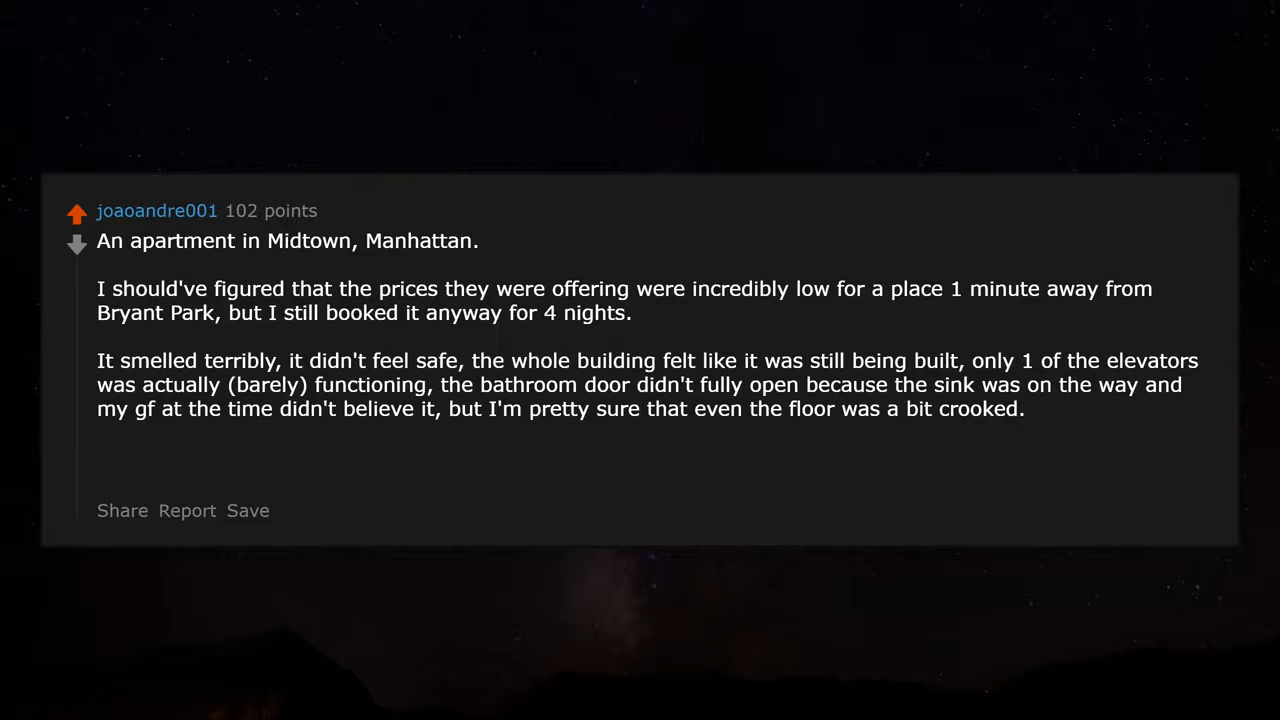 joaoandre001 102 points
An apartment in Midtown, Manhattan.
I should've figured that the prices they were offering were incredibly low for a place 1 minute away from
Bryant Park, but I still booked it anyway for 4 nights.
It smelled terribly, it didn't feel safe, the whole building felt like it was still being built, only 1 of the elevators
was actually (barely) functioning, the bathroom door didn't fully open because the sink was on the way and
my gf at the time didn't believe it, but I'm pretty sure that even the floor was a bit crooked.
Share Report Save